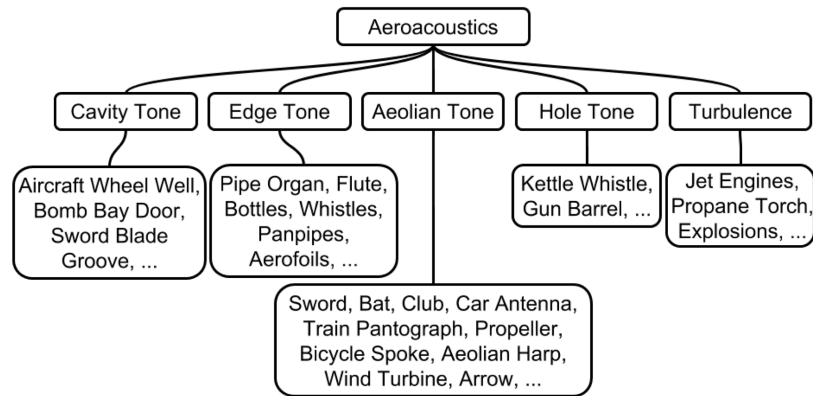 Aeroacoustics
Cavity Tone
Edge Tone
Aeolian Tone
Hole Tone
Turbulence
Aircraft Wheel Well,
Bomb Bay Door,
Sword Blade
Groove, ...
Pipe Organ, Flute,
Bottles, Whistles,
Panpipes,
Aerofoils, ...
Sword, Bat, Club, Car Antenna,
Train Pantograph, Propeller,
Bicycle Spoke, Aeolian Harp,
Wind Turbine, Arrow, ...
Kettle Whistle,
Gun Barrel, ...
Jet Engines,
Propane Torch,
Explosions, ...